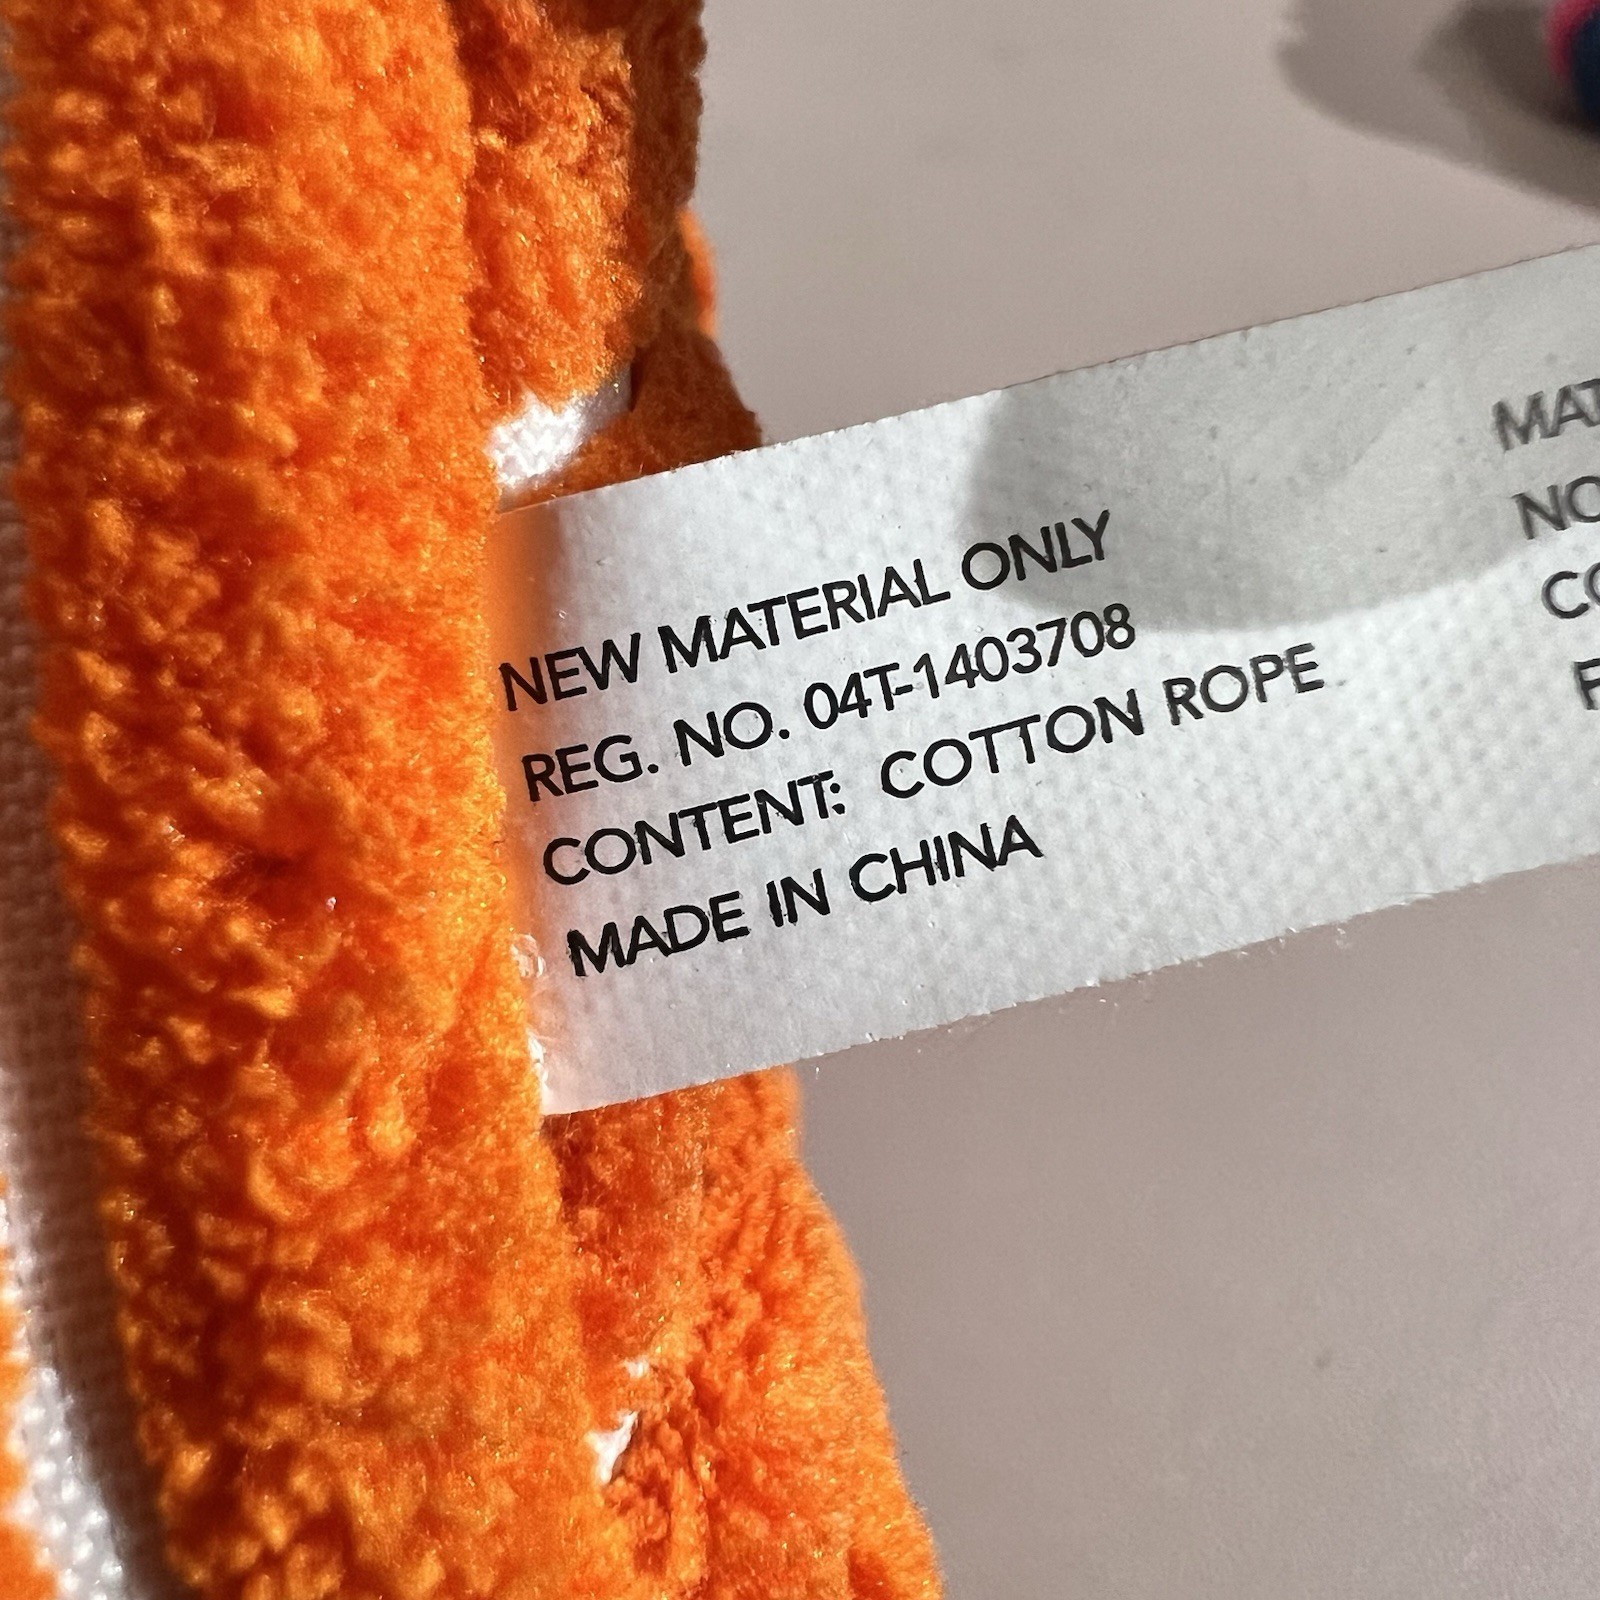 NEW MATERIAL ONLY
REG. NO. 04T-1403708
CONTENT: COTTON ROPE
MADE IN CHINA